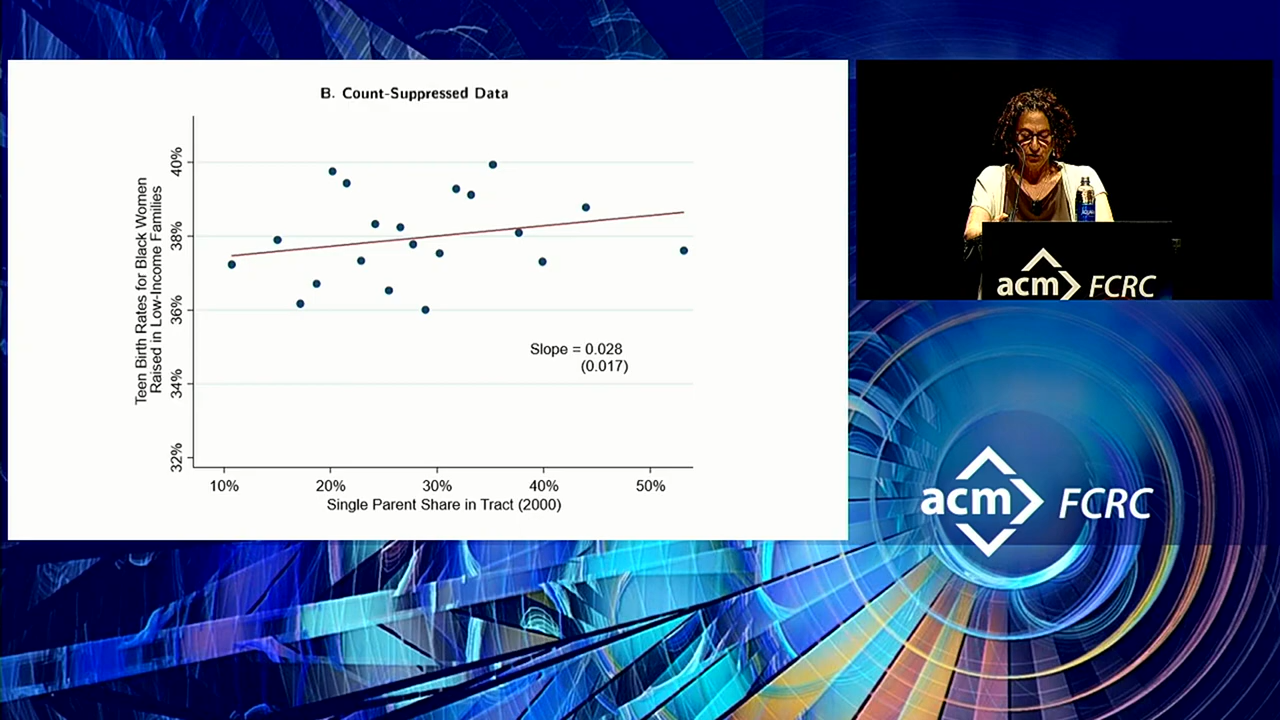 B. Count-Suppressed Data
Teen Birth Rates for Black Women
Raised in Low-Income Families
40%
38%
36%
34%
32%
Slope = 0.028
(0.017)
10%
20%
30%
40%
50%
Single Parent Share in Tract (2000)
acm FCRC
acm FCRC